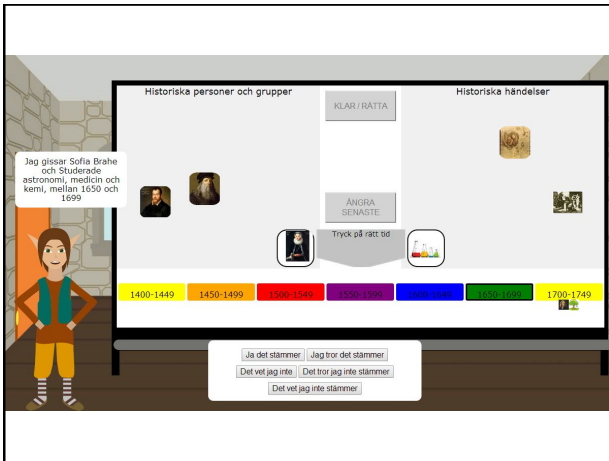 Historiska personer och grupper
KLAR / RÄTTA
Historiska händelser
Jag gissar Sofia Brahe
och Studerade
astronomi, medicin och
kemi, mellan 1650 och
1699
ÅNGRA
SENASTE
Tryck på rätt tid
1400-1449 1450-1499 1500-1549 1550-1599 1600-1649 1650-1699 1700-1749
Ja det stämmer Jag tror det stämmer
Det vet jag inte Det tror jag inte stämmer
Det vet jag inte stämmer